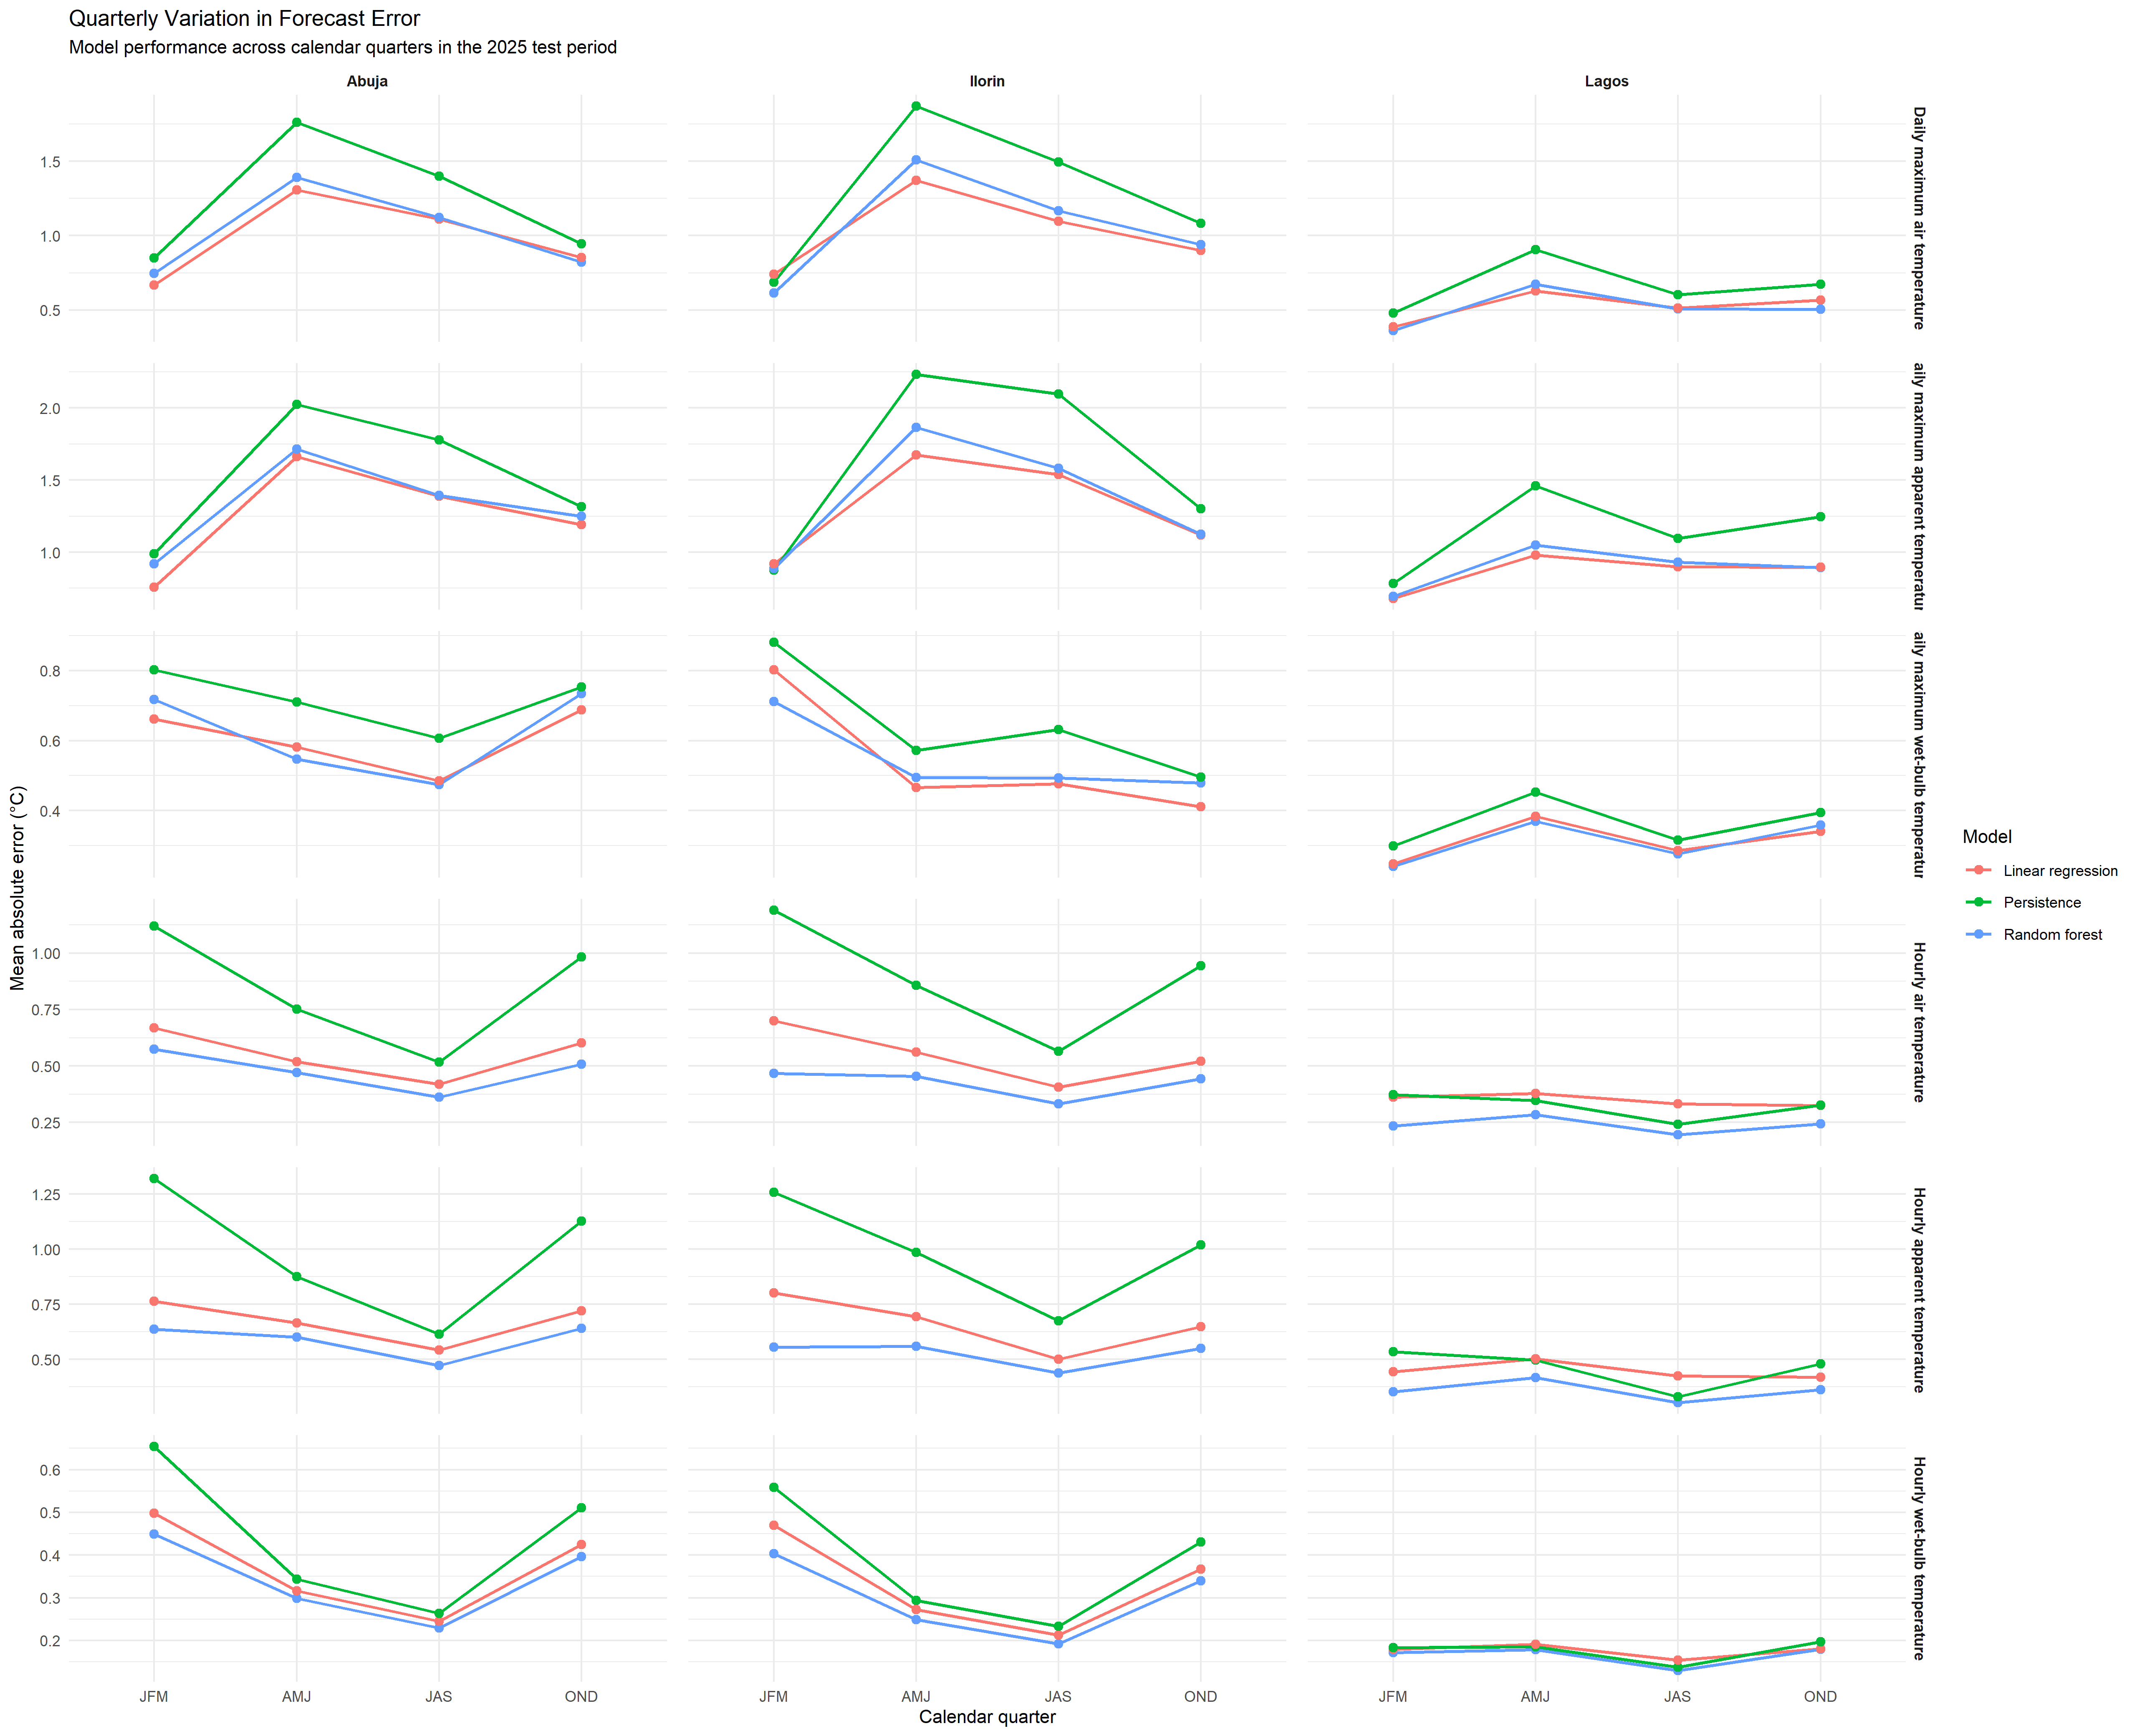 Quarterly Variation in Forecast Error
Model performance across calendar quarters in the 2025 test period
Abuja
Ilorin
Lagos
1.5
1.0
0.5
Daily maximum air temperature
2.0
1.5
1.0
aily maximum apparent temperatur
0.8
0.6
0.4
aily maximum wet-bulb temperatur
1.00
0.75
0.50
0.25
Hourly air temperature
1.25
1.00
0.75
0.50
Hourly apparent temperature
0.6
0.5
0.4
0.3
0.2
Hourly wet-bulb temperature
Mean absolute error (°C)
JFM AMJ JAS OND
JFM AMJ JAS OND
JFM AMJ JAS OND
Calendar quarter
Model
Linear regression
Persistence
Random forest